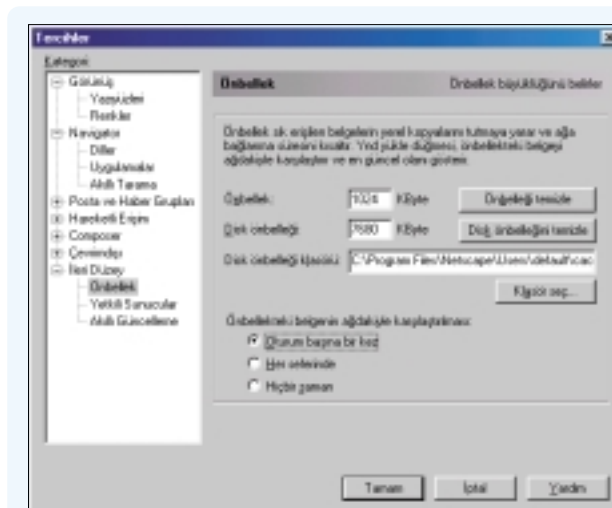 Tercihler
Kategori:
Görünüş
Yazıyüzleri
Renkler
Navigator
Diller
Uygulamalar
Akıllı Tarama
Posta ve Haber Grupları
Hareketli Erişim
Composer
Çevrimdışı
İleri Düzey
Önbellek
Yetkili Sunucular
Akıllı Güncelleme
Önbellek
Önbellek büyüklüğünü belirler
Önbellek sık erişilen belgelerin yerel kopyalarını tutmaya yarar ve ağa
bağlanma süresini kısaltır. Ynd yükle düğmesi, önbellekteki belgeyi
ağdakiyle karşılaştırır ve en güncel olanı gösterir.
Önbellek: 1024 KByte Önbelleği temizle
Disk önbelleği: 7680 KByte Disk önbelleğini temizle
Disk önbelleği klasörü: C:\Program Files\Netscape\Users\default\cac
Klasör seç...
Önbellekteki belgenin ağdakiyle karşılaştırılması:
Oturum başına bir kez
Her seferinde
Hiçbir zaman
Tamam İptal Yardım